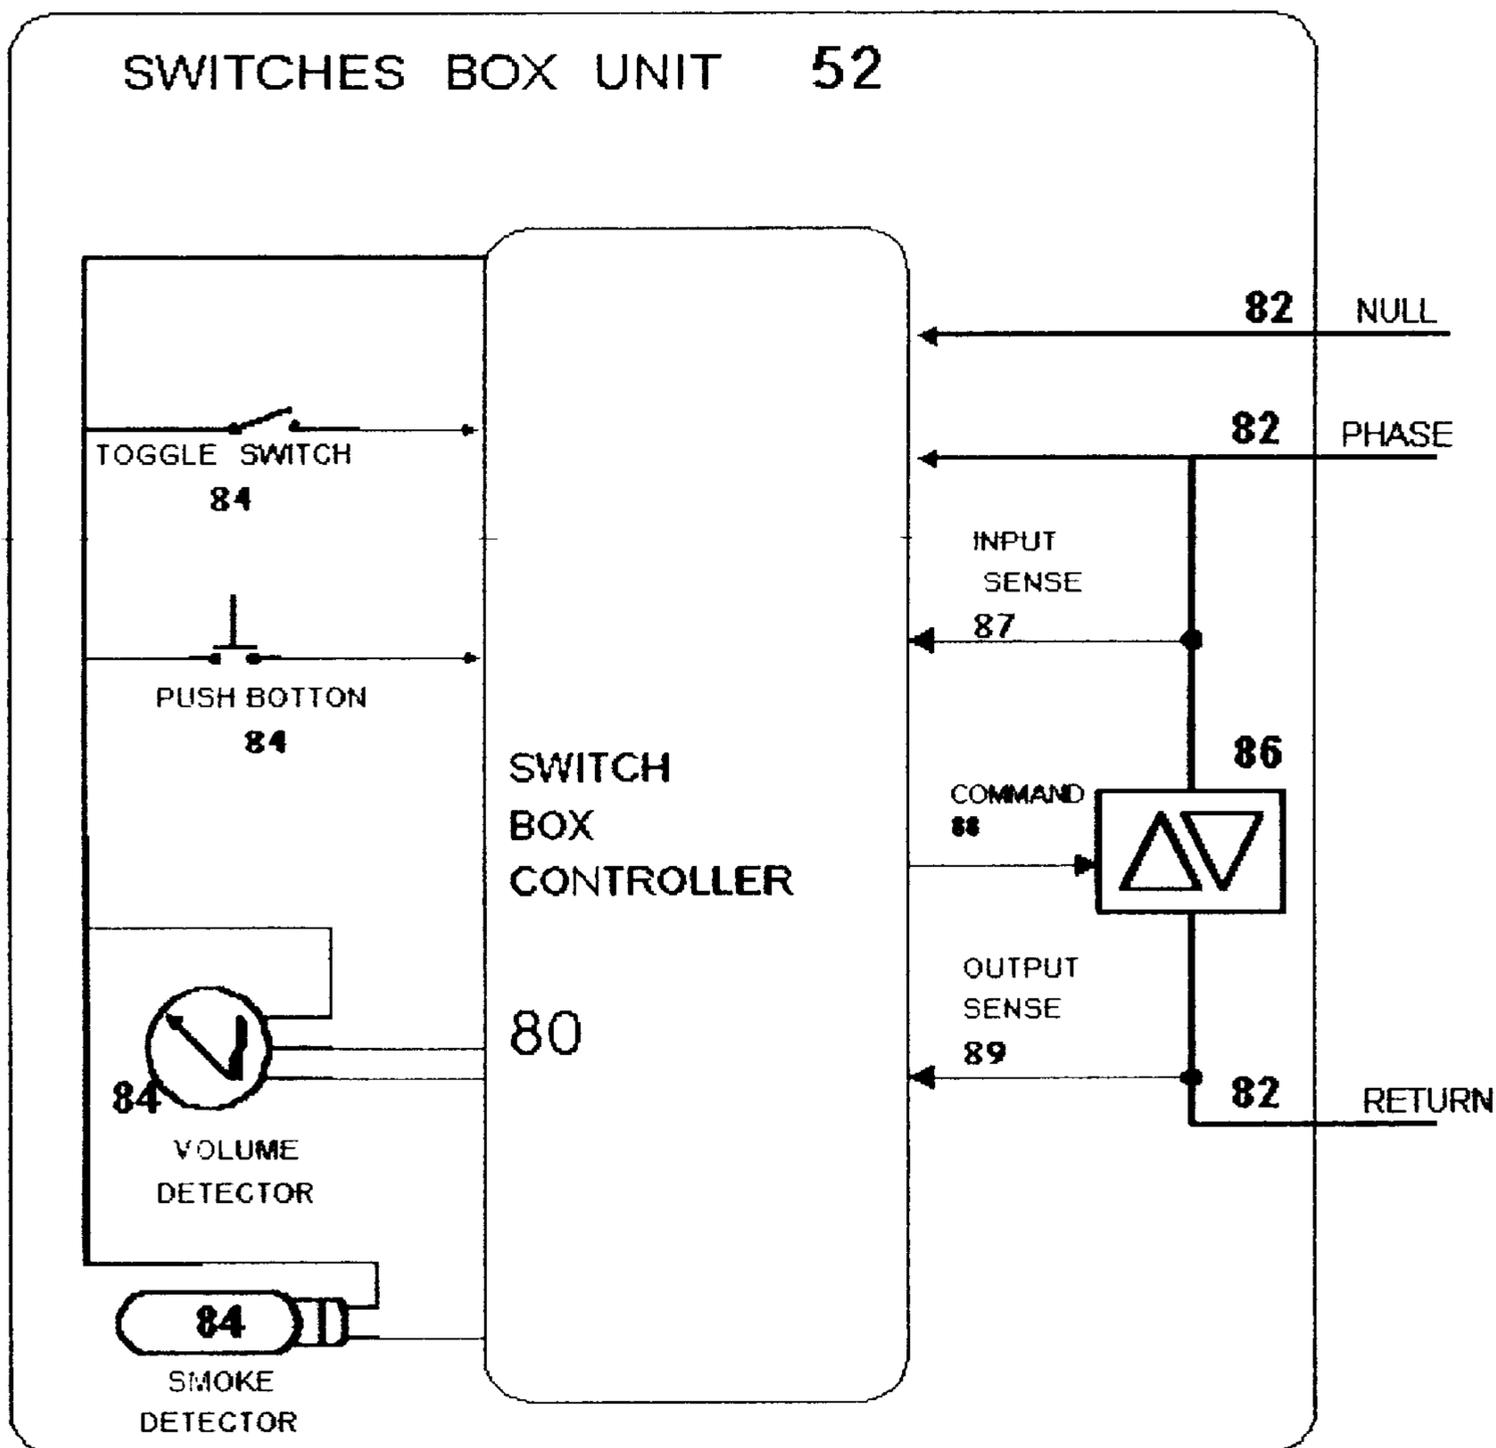 SWITCHES BOX UNIT 52
82 NULL
82 PHASE
TOGGLE SWITCH
84
INPUT
SENSE
87
PUSH BOTTON
84
SWITCH
BOX
CONTROLLER
80
86
COMMAND
88
OUTPUT
SENSE
89
82 RETURN
84
VOLUME
DETECTOR
84
SMOKE
DETECTOR